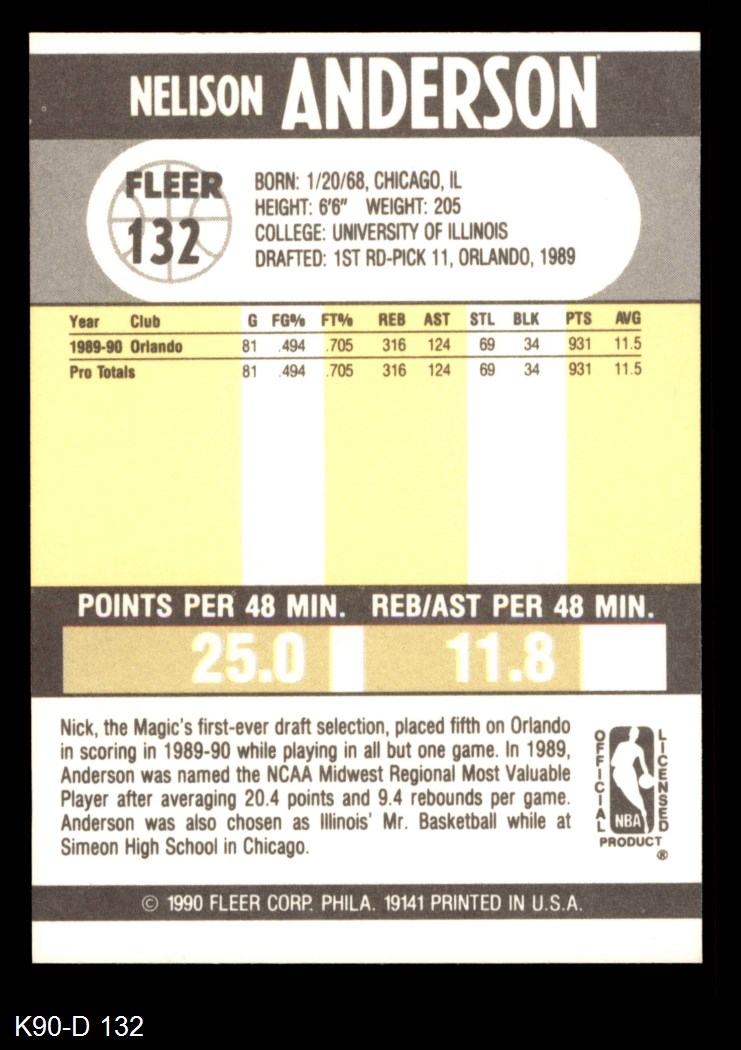 NELISON ANDERSON
FLEER
132
BORN: 1/20/68, CHICAGO, IL
HEIGHT: 6'6" WEIGHT: 205
COLLEGE: UNIVERSITY OF ILLINOIS
DRAFTED: 1ST RD-PICK 11, ORLANDO, 1989
Year Club G FG% FT% REB AST STL BLK PTS AVG
1989-90 Orlando 81 .494 .705 316 124 69 34 931 11.5
Pro Totals 81 .494 .705 316 124 69 34 931 11.5
POINTS PER 48 MIN. REB/AST PER 48 MIN.
25.0 11.8
Nick, the Magic's first-ever draft selection, placed fifth on Orlando
in scoring in 1989-90 while playing in all but one game. In 1989,
Anderson was named the NCAA Midwest Regional Most Valuable
Player after averaging 20.4 points and 9.4 rebounds per game.
Anderson was also chosen as Illinois' Mr. Basketball while at
Simeon High School in Chicago.
OFFICIAL
LICENSED
NBA
PRODUCT
®
© 1990 FLEER CORP. PHILA. 19141 PRINTED IN U.S.A.
K90-D 132